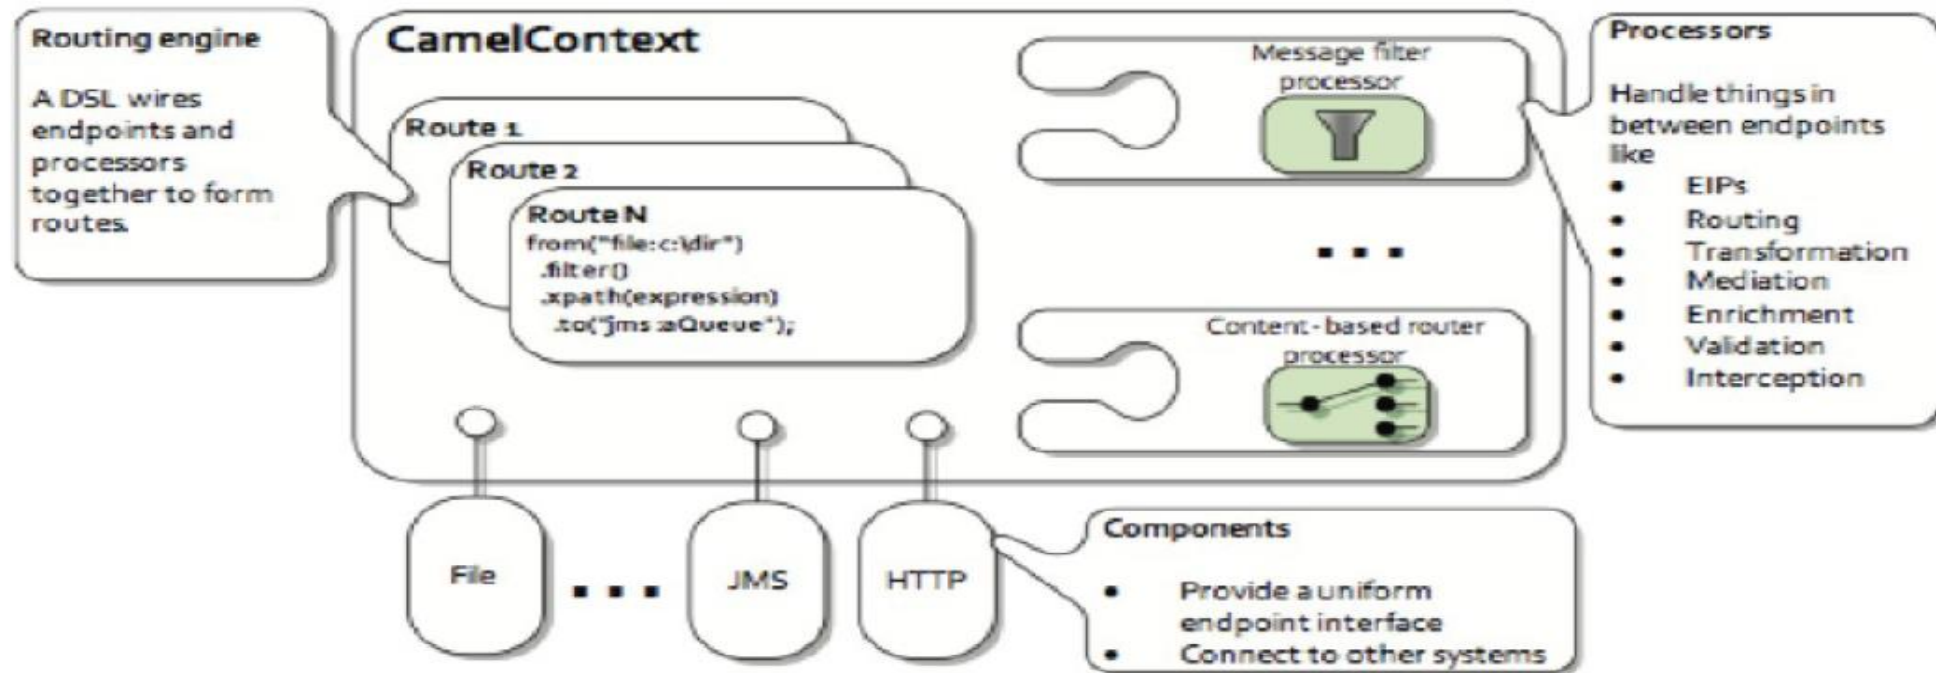 Routing engine
A DSL wires
endpoints and
processors
together to form
routes.
CamelContext
Route 1
Route 2
Route N
from("file:c:\dir")
.filter()
.xpath(expression)
.to("jms:aQueue");
Message filter
processor
...
Content-based router
processor
Processors
Handle things in
between endpoints
like
• EIPs
• Routing
• Transformation
• Mediation
• Enrichment
• Validation
• Interception
File
...
JMS
HTTP
Components
• Provide a uniform
endpoint interface
• Connect to other systems